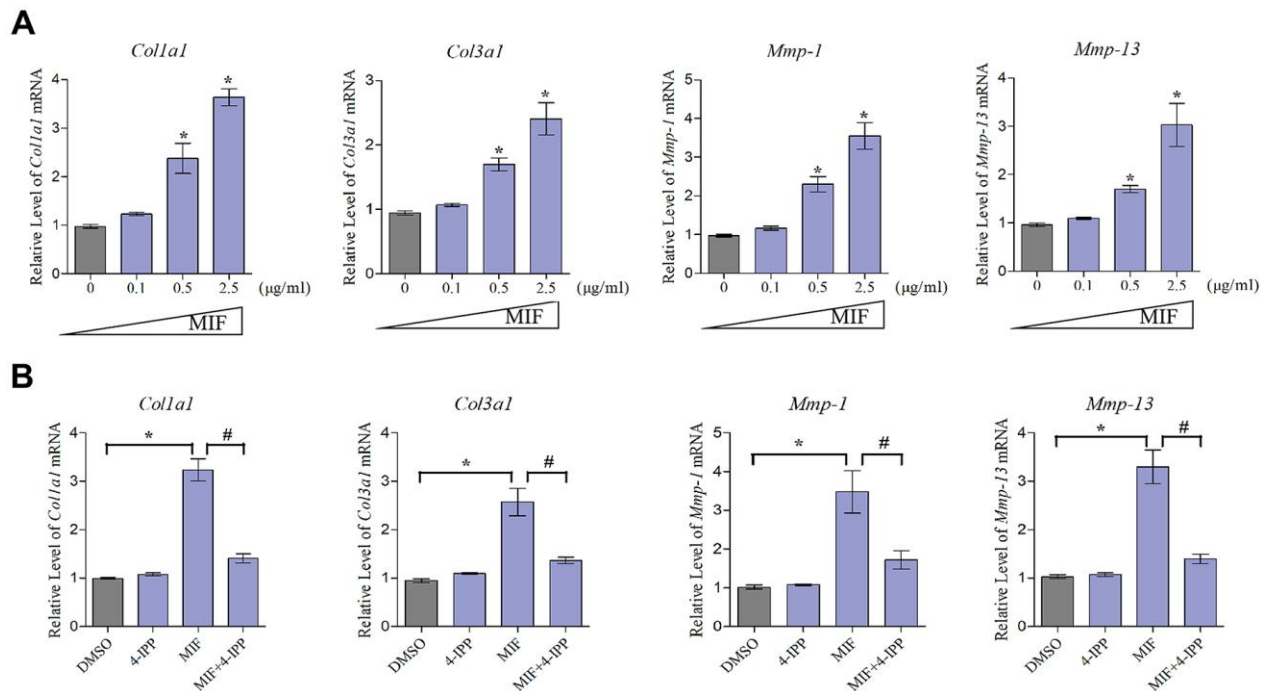 A
Col1a1
Relative Level of Col1a1 mRNA
4
3
2
1
0
*
*
0 0.1 0.5 2.5 (μg/ml)
MIF
Col3a1
Relative Level of Col3a1 mRNA
3
2
1
0
*
*
0 0.1 0.5 2.5 (μg/ml)
MIF
Mmp-1
Relative Level of Mmp-1 mRNA
5
4
3
2
1
0
*
*
0 0.1 0.5 2.5 (μg/ml)
MIF
Mmp-13
Relative Level of Mmp-13 mRNA
4
3
2
1
0
*
*
0 0.1 0.5 2.5 (μg/ml)
MIF
B
Col1a1
Relative Level of Col1a1 mRNA
4
3
2
1
0
* #
DMSO 4-IPP MIF MIF+4-IPP
Col3a1
Relative Level of Col3a1 mRNA
4
3
2
1
0
* #
DMSO 4-IPP MIF MIF+4-IPP
Mmp-1
Relative Level of Mmp-1 mRNA
5
4
3
2
1
0
* #
DMSO 4-IPP MIF MIF+4-IPP
Mmp-13
Relative Level of Mmp-13 mRNA
4
3
2
1
0
* #
DMSO 4-IPP MIF MIF+4-IPP